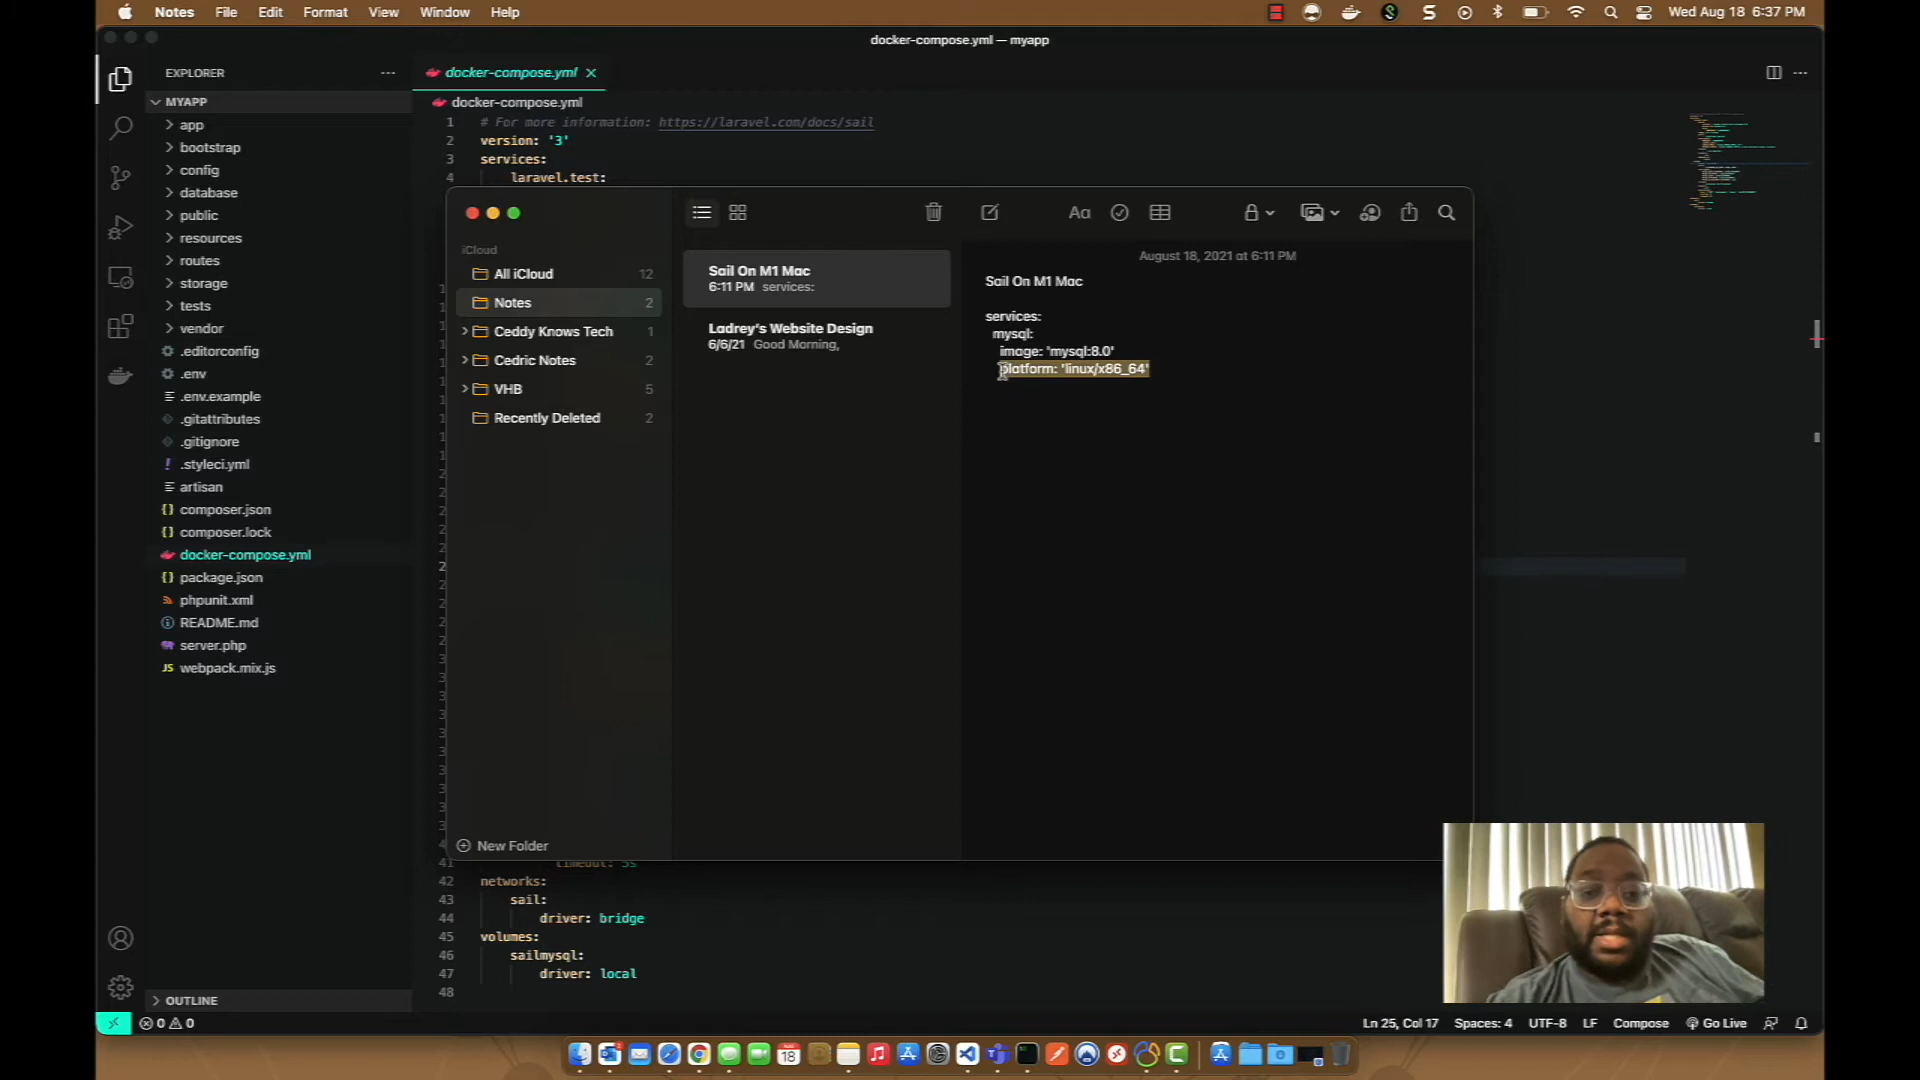 Notes File Edit Format View Window Help
Wed Aug 18 6:37 PM
docker-compose.yml — myapp
EXPLORER
docker-compose.yml
MYAPP
docker-compose.yml
app
bootstrap
config
database
public
resources
routes
storage
tests
vendor
.editorconfig
.env
.env.example
.gitattributes
.gitignore
.styleci.yml
artisan
composer.json
composer.lock
docker-compose.yml
package.json
phpunit.xml
README.md
server.php
webpack.mix.js
OUTLINE
1 # For more information: https://laravel.com/docs/sail
2 version: '3'
3 services:
4 laravel.test:
iCloud
All iCloud 12
Notes 2
Ceddy Knows Tech 1
Cedric Notes 2
VHB 5
Recently Deleted 2
New Folder
Sail On M1 Mac
6:11 PM services:
Ladrey's Website Design
6/6/21 Good Morning,
August 18, 2021 at 6:11 PM
Sail On M1 Mac
services:
mysql:
image: 'mysql:8.0'
platform: 'linux/x86_64'
41 timeout: 5s
42 networks:
43 sail:
44 driver: bridge
45 volumes:
46 sailmysql:
47 driver: local
48
0 0
Ln 25, Col 17 Spaces: 4 UTF-8 LF Compose Go Live
18